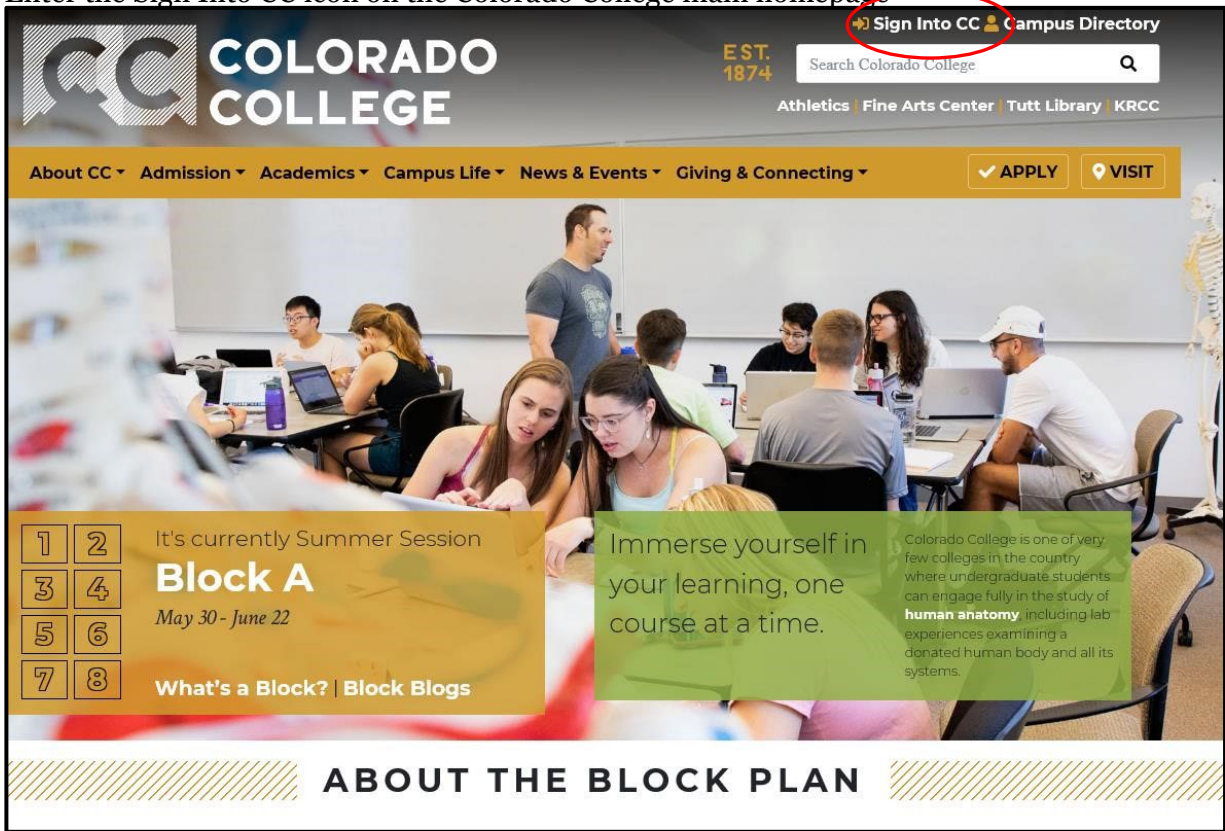 Enter the Sign Into CC icon on the Colorado College main homepage
Sign Into CC Campus Directory
CC COLORADO
COLLEGE
EST.
1874
Search Colorado College
Athletics | Fine Arts Center | Tutt Library | KRCC
About CC Admission Academics Campus Life News & Events Giving & Connecting APPLY VISIT
1 2
3 4
5 6
7 8
It's currently Summer Session
Block A
May 30 - June 22
What's a Block? | Block Blogs
Immerse yourself in
your learning, one
course at a time.
Colorado College is one of very
few colleges in the country
where undergraduate students
can engage fully in the study of
human anatomy, including lab
experiences examining a
donated human body and all its
systems.
ABOUT THE BLOCK PLAN